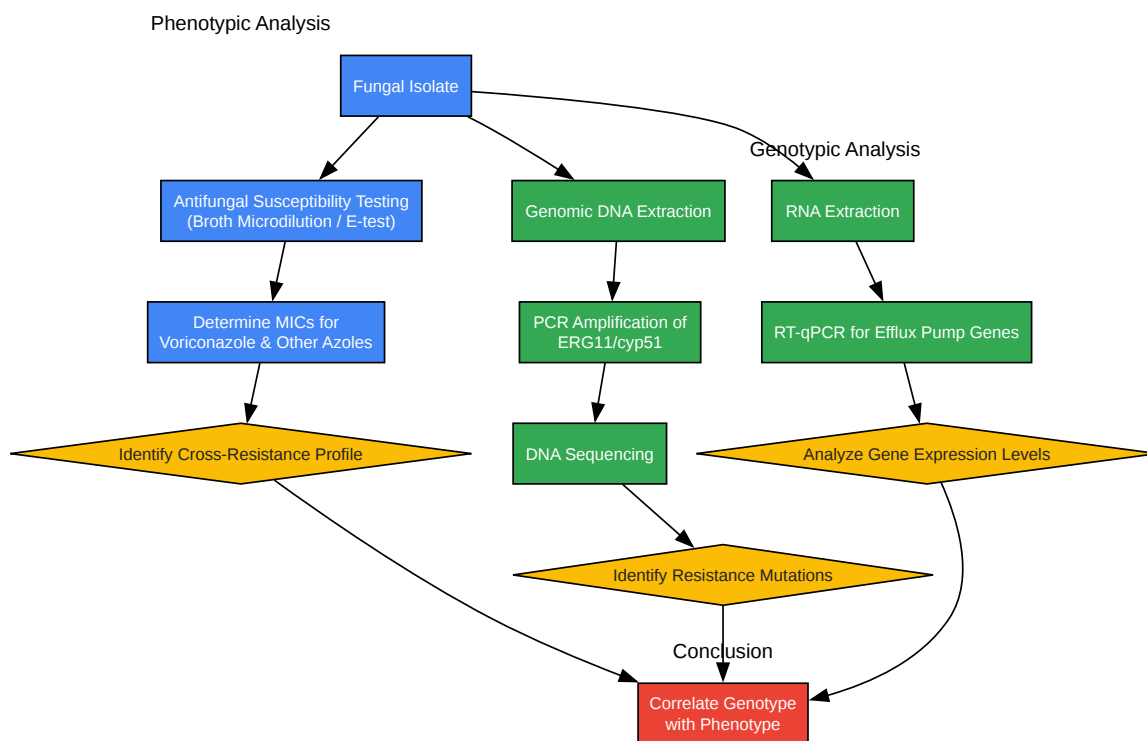 Phenotypic Analysis
Fungal Isolate
Genotypic Analysis
Antifungal Susceptibility Testing
(Broth Microdilution / E-test)
Genomic DNA Extraction
RNA Extraction
Determine MICs for
Voriconazole & Other Azoles
PCR Amplification of
ERG11/cyp51
RT-qPCR for Efflux Pump Genes
Identify Cross-Resistance Profile
DNA Sequencing
Analyze Gene Expression Levels
Identify Resistance Mutations
Conclusion
Correlate Genotype
with Phenotype